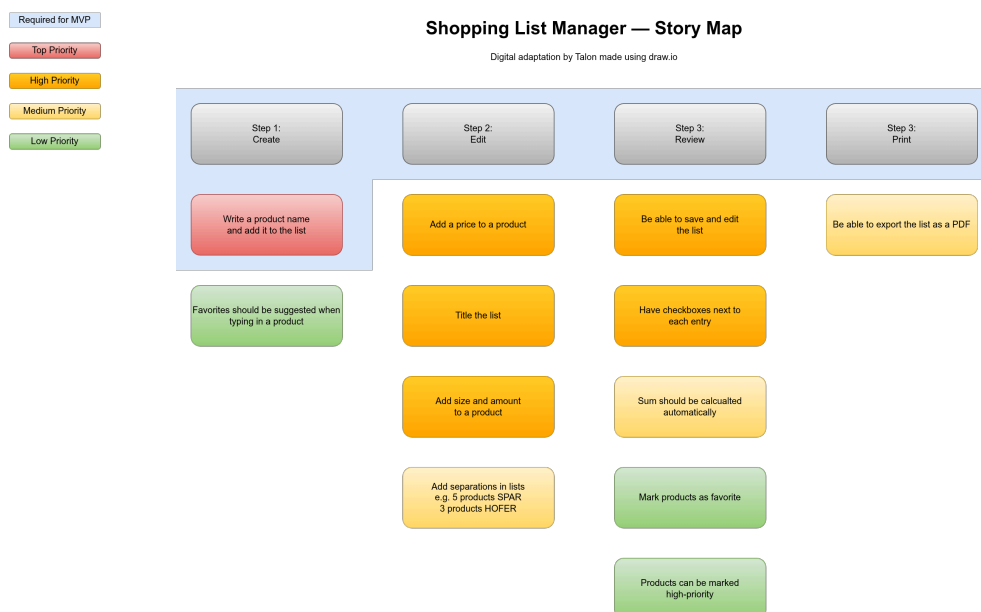 Required for MVP
Top Priority
High Priority
Medium Priority
Low Priority
Shopping List Manager — Story Map
Digital adaptation by Talon made using draw.io
Step 1:
Create
Step 2:
Edit
Step 3:
Review
Step 3:
Print
Write a product name
and add it to the list
Add a price to a product
Be able to save and edit
the list
Be able to export the list as a PDF
Favorites should be suggested when
typing in a product
Title the list
Have checkboxes next to
each entry
Add size and amount
to a product
Sum should be calcualted
automatically
Add separations in lists
e.g. 5 products SPAR
3 products HOFER
Mark products as favorite
Products can be marked
high-priority